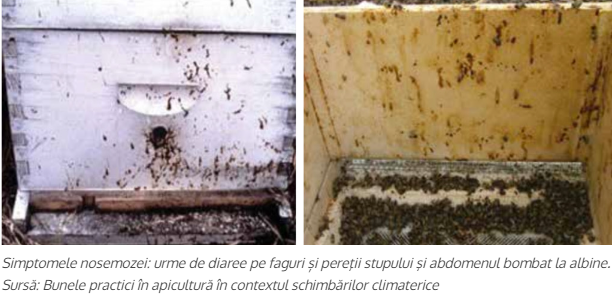 Simptomele nosemozei: urme de diaree pe faguri și pereții stupului și abdomenul bombat la albine.
Sursă: Bunele practici în apicultură în contextul schimbărilor climaterice